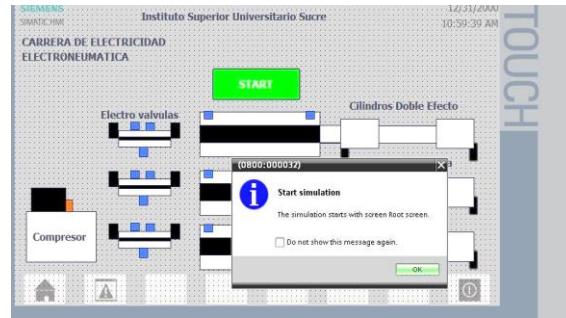 SIEMENS
SIMATIC HMI
Instituto Superior Universitario Sucre
12/31/2000
10:59:39 AM
TOUCH
CARRERA DE ELECTRICIDAD
ELECTRONEUMATICA
START
Electro valvulas
Cilindros Doble Efecto
(0800:000032)
Start simulation
The simulation starts with screen Root screen.
Do not show this message again.
OK
Compresor